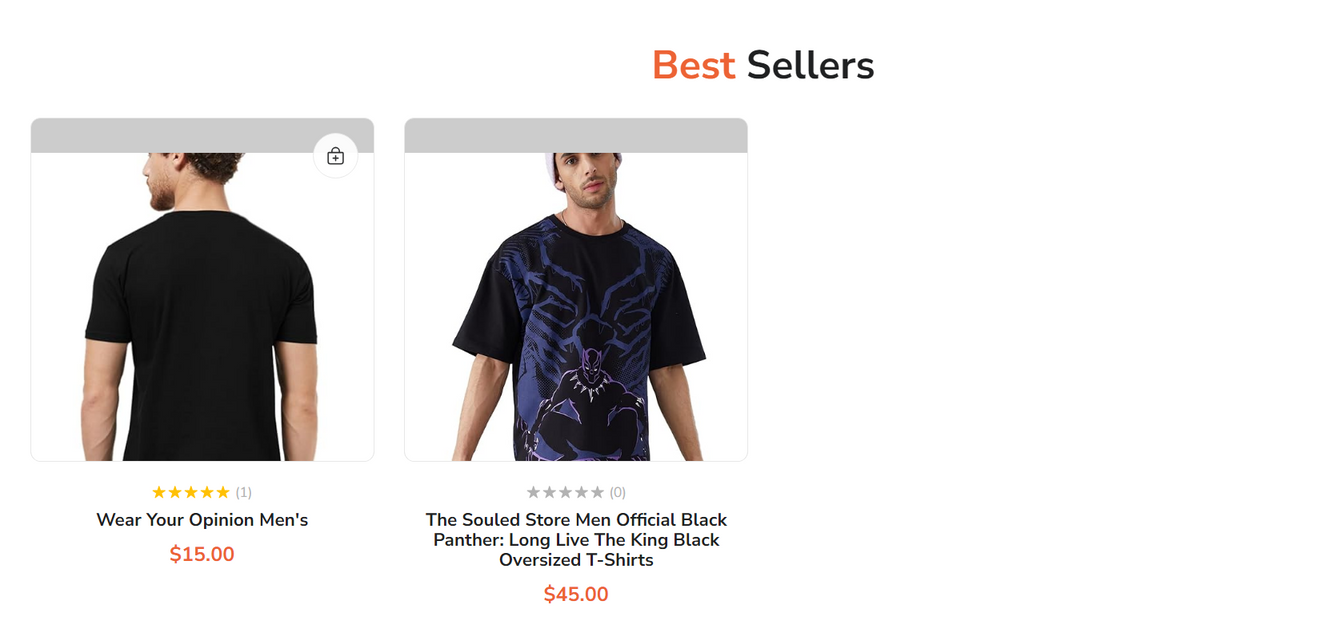 Best Sellers
(1)
Wear Your Opinion Men's
$15.00
(0)
The Souled Store Men Official Black
Panther: Long Live The King Black
Oversized T-Shirts
$45.00